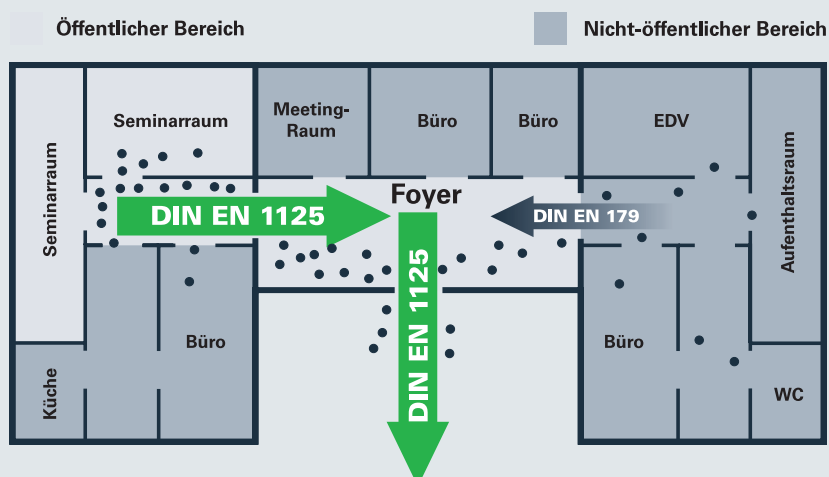 Öffentlicher Bereich
Nicht-öffentlicher Bereich
Seminarraum
Seminarraum
Meeting-
Raum
Büro
Büro
EDV
Aufenthaltsraum
Foyer
DIN EN 1125
DIN EN 179
DIN EN 1125
Küche
Büro
Büro
WC